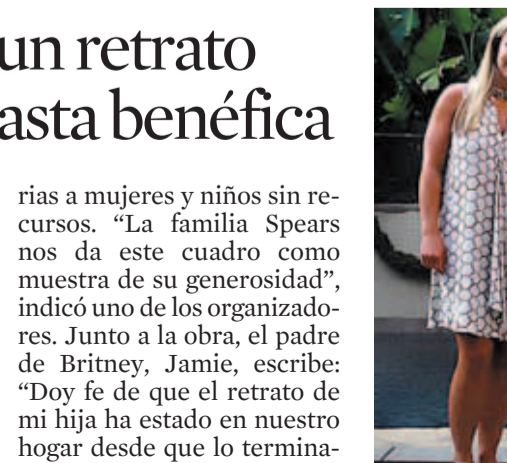 un retrato
asta benéfica
rias a mujeres y niños sin re-
cursos. “La familia Spears
nos da este cuadro como
muestra de su generosidad”,
indicó uno de los organizado-
res. Junto a la obra, el padre
de Britney, Jamie, escribe:
“Doy fe de que el retrato de
mi hija ha estado en nuestro
hogar desde que lo termina-